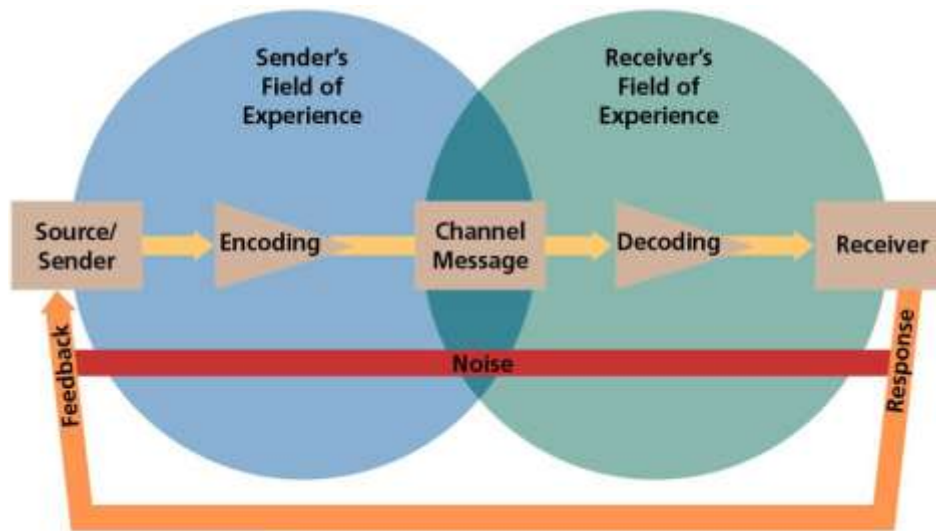 Sender's
Field of
Experience
Receiver's
Field of
Experience
Source/
Sender
Encoding
Channel
Message
Decoding
Receiver
Feedback
Noise
Response